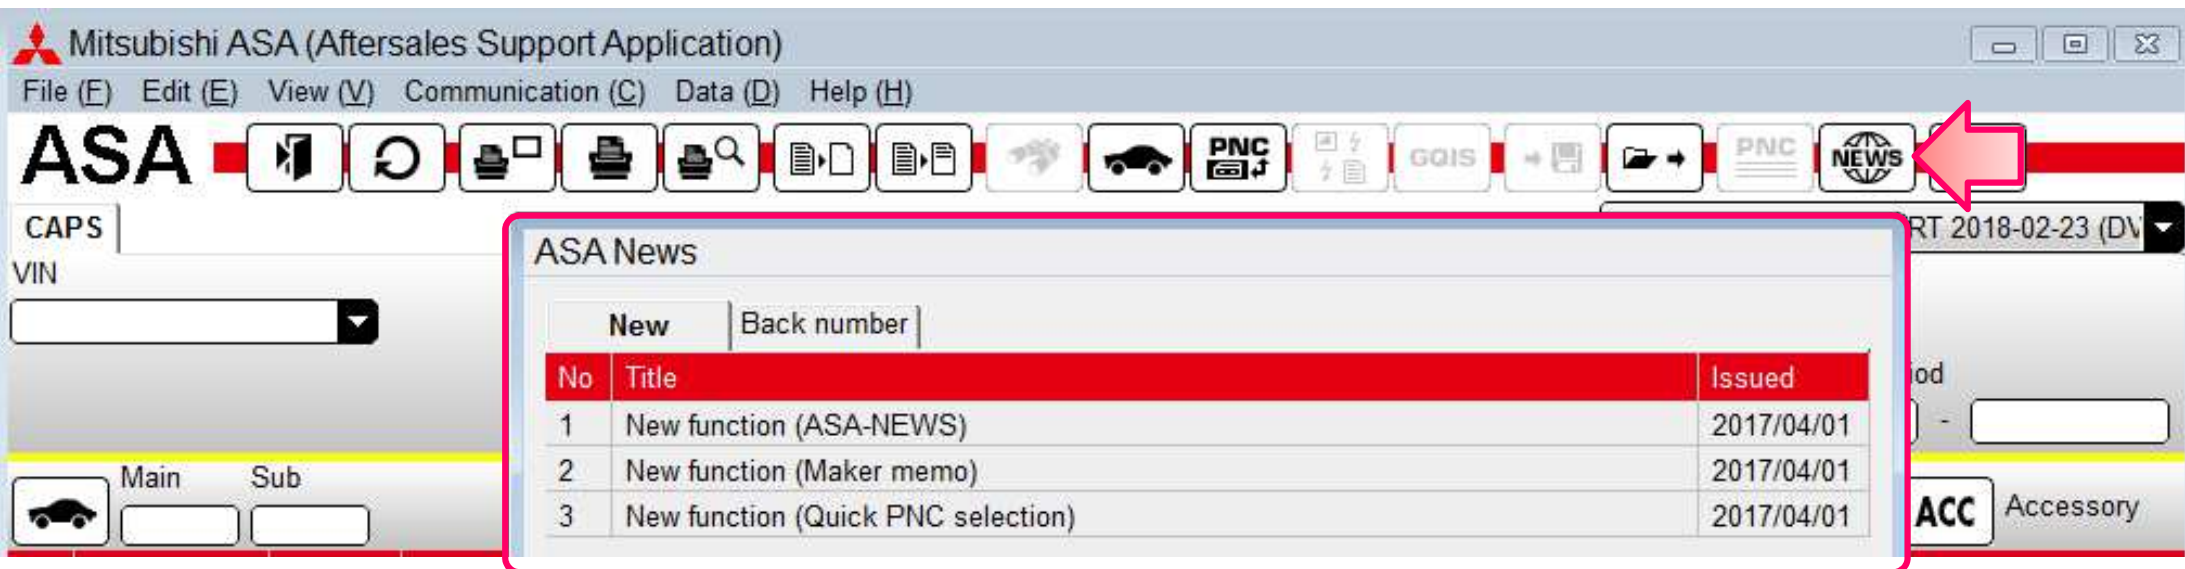 Mitsubishi ASA (Aftersales Support Application)
File (F) Edit (E) View (V) Communication (C) Data (D) Help (H)
ASA PNC GQIS PNC NEWS
CAPS
RT 2018-02-23 (DV
ASA News
VIN
New Back number
No Title Issued
iod
1 New function (ASA-NEWS) 2017/04/01
-
2 New function (Maker memo) 2017/04/01
Main Sub
3 New function (Quick PNC selection) 2017/04/01
ACC Accessory